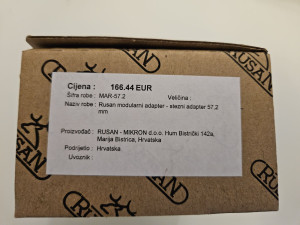 RUSAN
Cijena : 166.44 EUR
Šifra robe : MAR-57.2 Veličina :
Naziv robe : Rusan modularni adapter - stezni adapter 57,2
mm
Proizvođač : RUSAN - MIKRON d.o.o. Hum Bistrički 142a,
Marija Bistrica, Hrvatska
Podrijetlo : Hrvatska
Uvoznik :
RUSAN
RUSAN